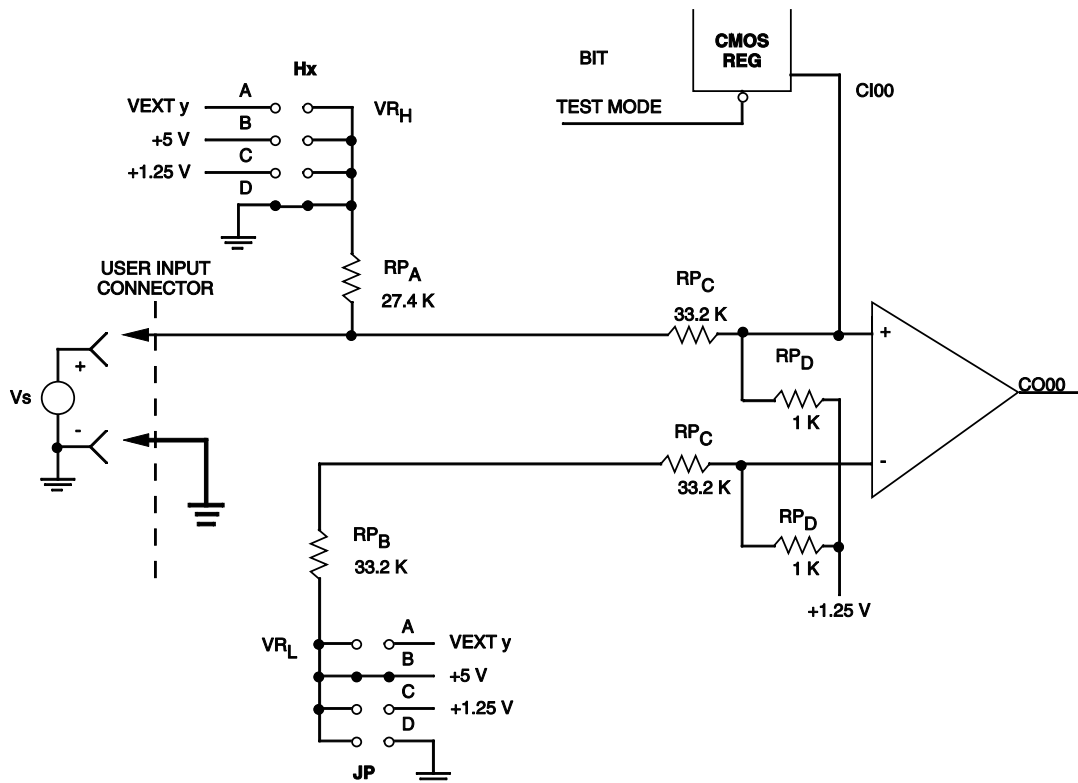 CMOS
REG
BIT
CI00
TEST MODE
Hx
VEXT y
A
VRH
B
+5 V
C
+1.25 V
D
USER INPUT
CONNECTOR
RPA
27.4 K
RPC
33.2 K
+
RPD
1 K
CO00
+
Vs
-
RPC
33.2 K
-
RPD
1 K
+1.25 V
RPB
33.2 K
VRL
A
VEXT y
B
+5 V
C
+1.25 V
D
JP